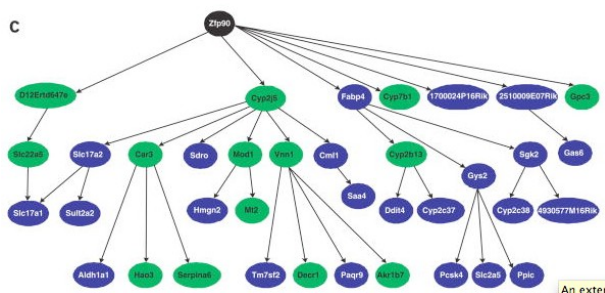 C
Zfp90
D12Ertd647e
Cyp2j5
Fabp4
Cyp7b1
1700024P16Rik
2510009E07Rik
Gpc3
Slc22a5
Slc17a2
Car3
Sdro
Mod1
Vnn1
Cml1
Cyp2b13
Sgk2
Gas6
Gys2
Saa4
Slc17a1
Sult2a2
Hmgn2
Mt2
Ddit4
Cyp2c37
Cyp2c38
4930577M16Rik
Aldh1a1
Hao3
Serpina6
Tm7sf2
Decr1
Paqr9
Akr1b7
Pcsk4
Slc2a5
Ppic
An exter